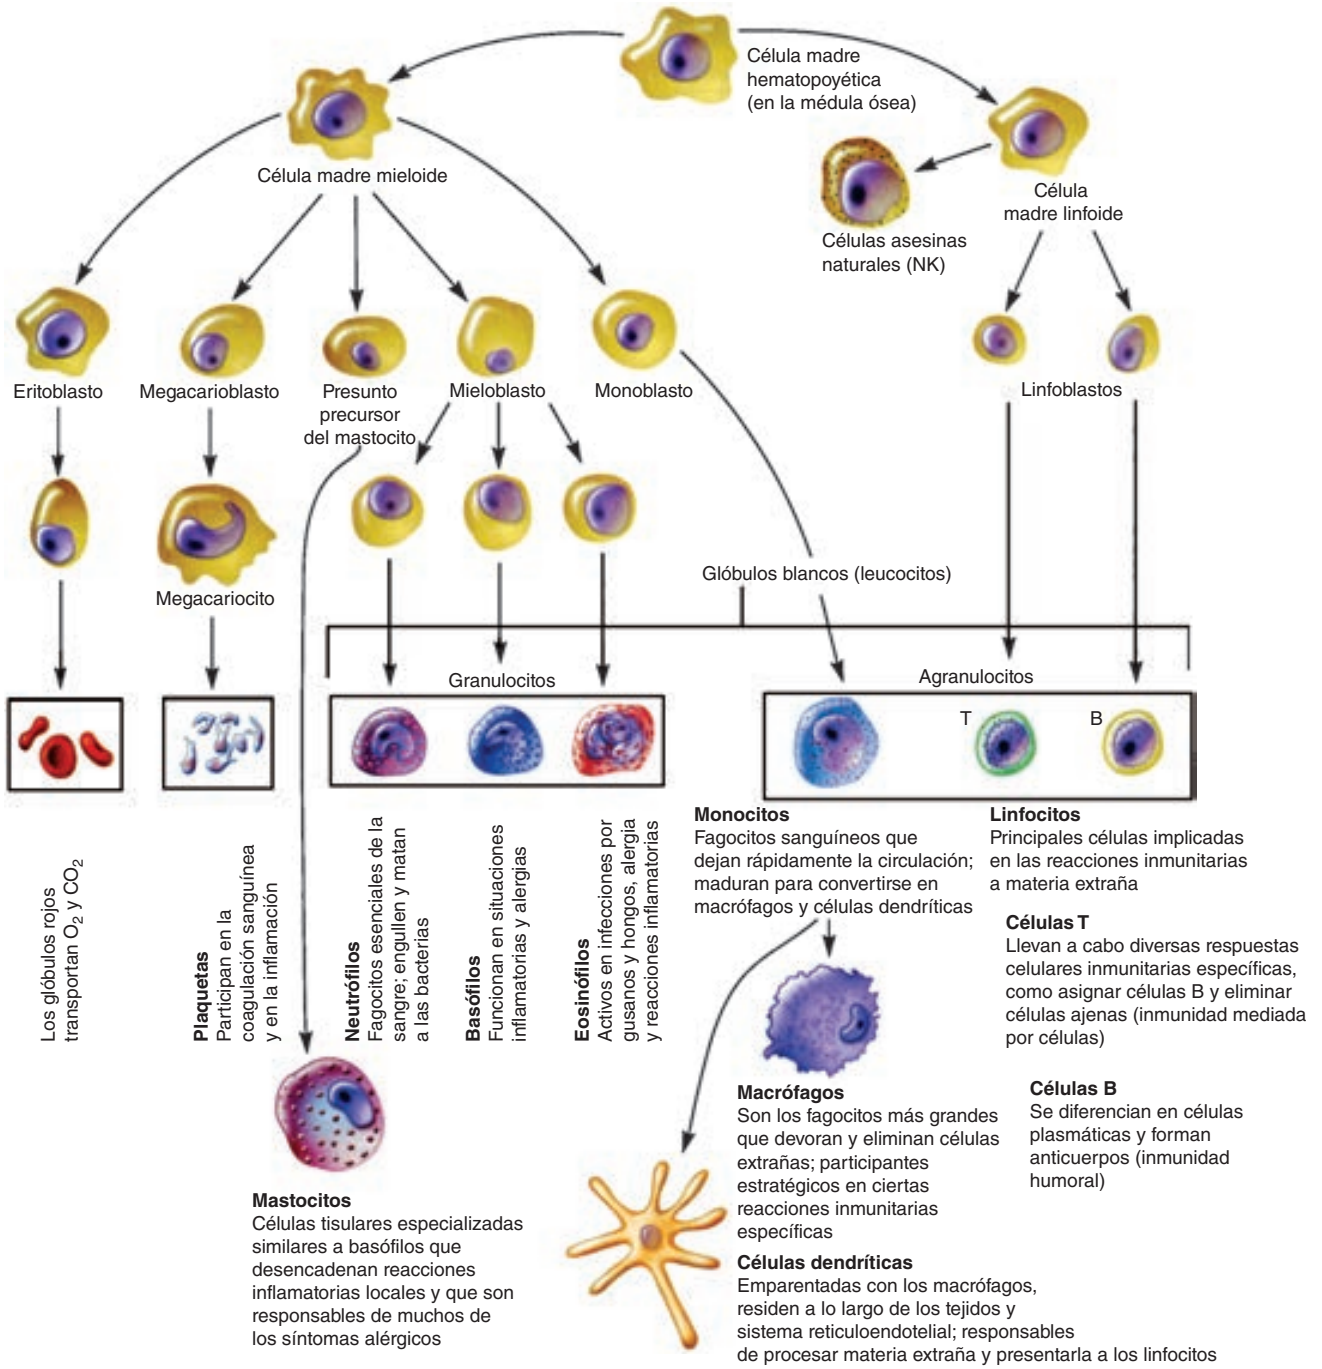 Célula madre
hematopoyética
(en la médula ósea)
Célula madre mieloide
Célula
madre linfoide
Células asesinas
naturales (NK)
Eritoblasto
Megacarioblasto
Presunto
precursor
del mastocito
Mieloblasto
Monoblasto
Linfoblastos
Megacariocito
Glóbulos blancos (leucocitos)
Granulocitos
Agranulocitos
T
B
Los glóbulos rojos
transportan O₂ y CO₂
Plaquetas
Participan en la
coagulación sanguínea
y en la inflamación
Neutrófilos
Fagocitos esenciales de la
sangre; engullen y matan
a las bacterias
Basófilos
Funcionan en situaciones
inflamatorias y alergias
Eosinófilos
Activos en infecciones por
gusanos y hongos, alergia
y reacciones inflamatorias
Monocitos
Fagocitos sanguíneos que
dejan rápidamente la circulación;
maduran para convertirse en
macrófagos y células dendríticas
Linfocitos
Principales células implicadas
en las reacciones inmunitarias
a materia extraña
Células T
Llevan a cabo diversas respuestas
celulares inmunitarias específicas,
como asignar células B y eliminar
células ajenas (inmunidad mediada
por células)
Células B
Se diferencian en células
plasmáticas y forman
anticuerpos (inmunidad
humoral)
Macrófagos
Son los fagocitos más grandes
que devoran y eliminan células
extrañas; participantes
estratégicos en ciertas
reacciones inmunitarias
específicas
Mastocitos
Células tisulares especializadas
similares a basófilos que
desencadenan reacciones
inflamatorias locales y que son
responsables de muchos de
los síntomas alérgicos
Células dendríticas
Emparentadas con los macrófagos,
residen a lo largo de los tejidos y
sistema reticuloendotelial; responsables
de procesar materia extraña y presentarla a los linfocitos